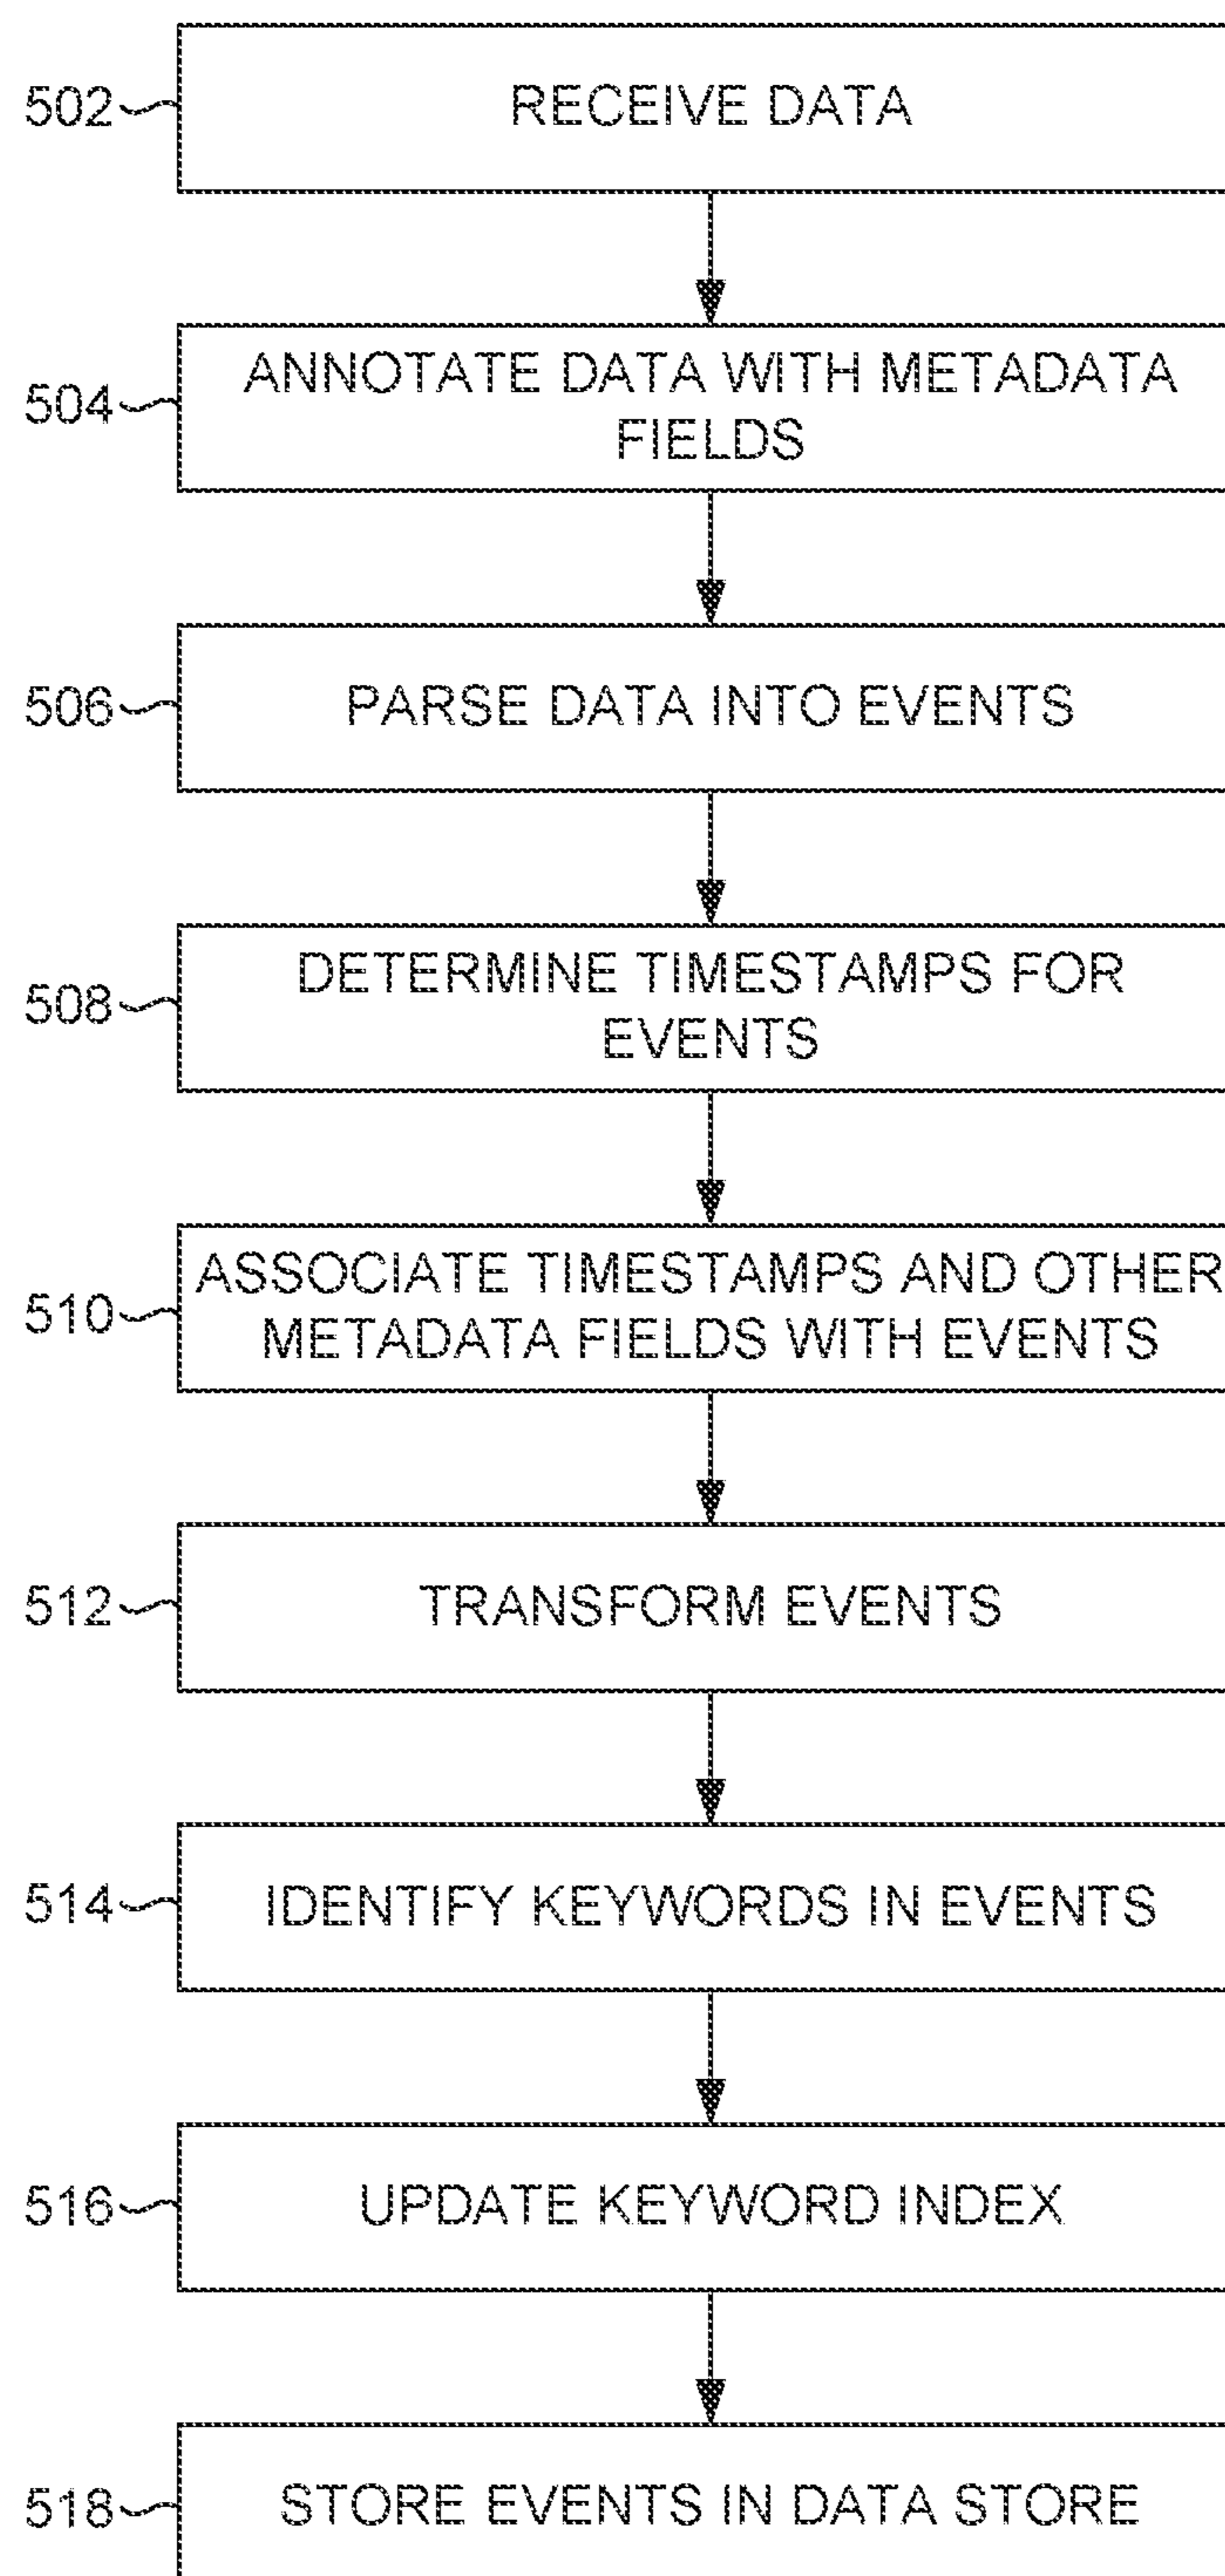 502
RECEIVE DATA
504
ANNOTATE DATA WITH METADATA
FIELDS
506
PARSE DATA INTO EVENTS
508
DETERMINE TIMESTAMPS FOR
EVENTS
510
ASSOCIATE TIMESTAMPS AND OTHER
METADATA FIELDS WITH EVENTS
512
TRANSFORM EVENTS
514
IDENTIFY KEYWORDS IN EVENTS
516
UPDATE KEYWORD INDEX
518
STORE EVENTS IN DATA STORE